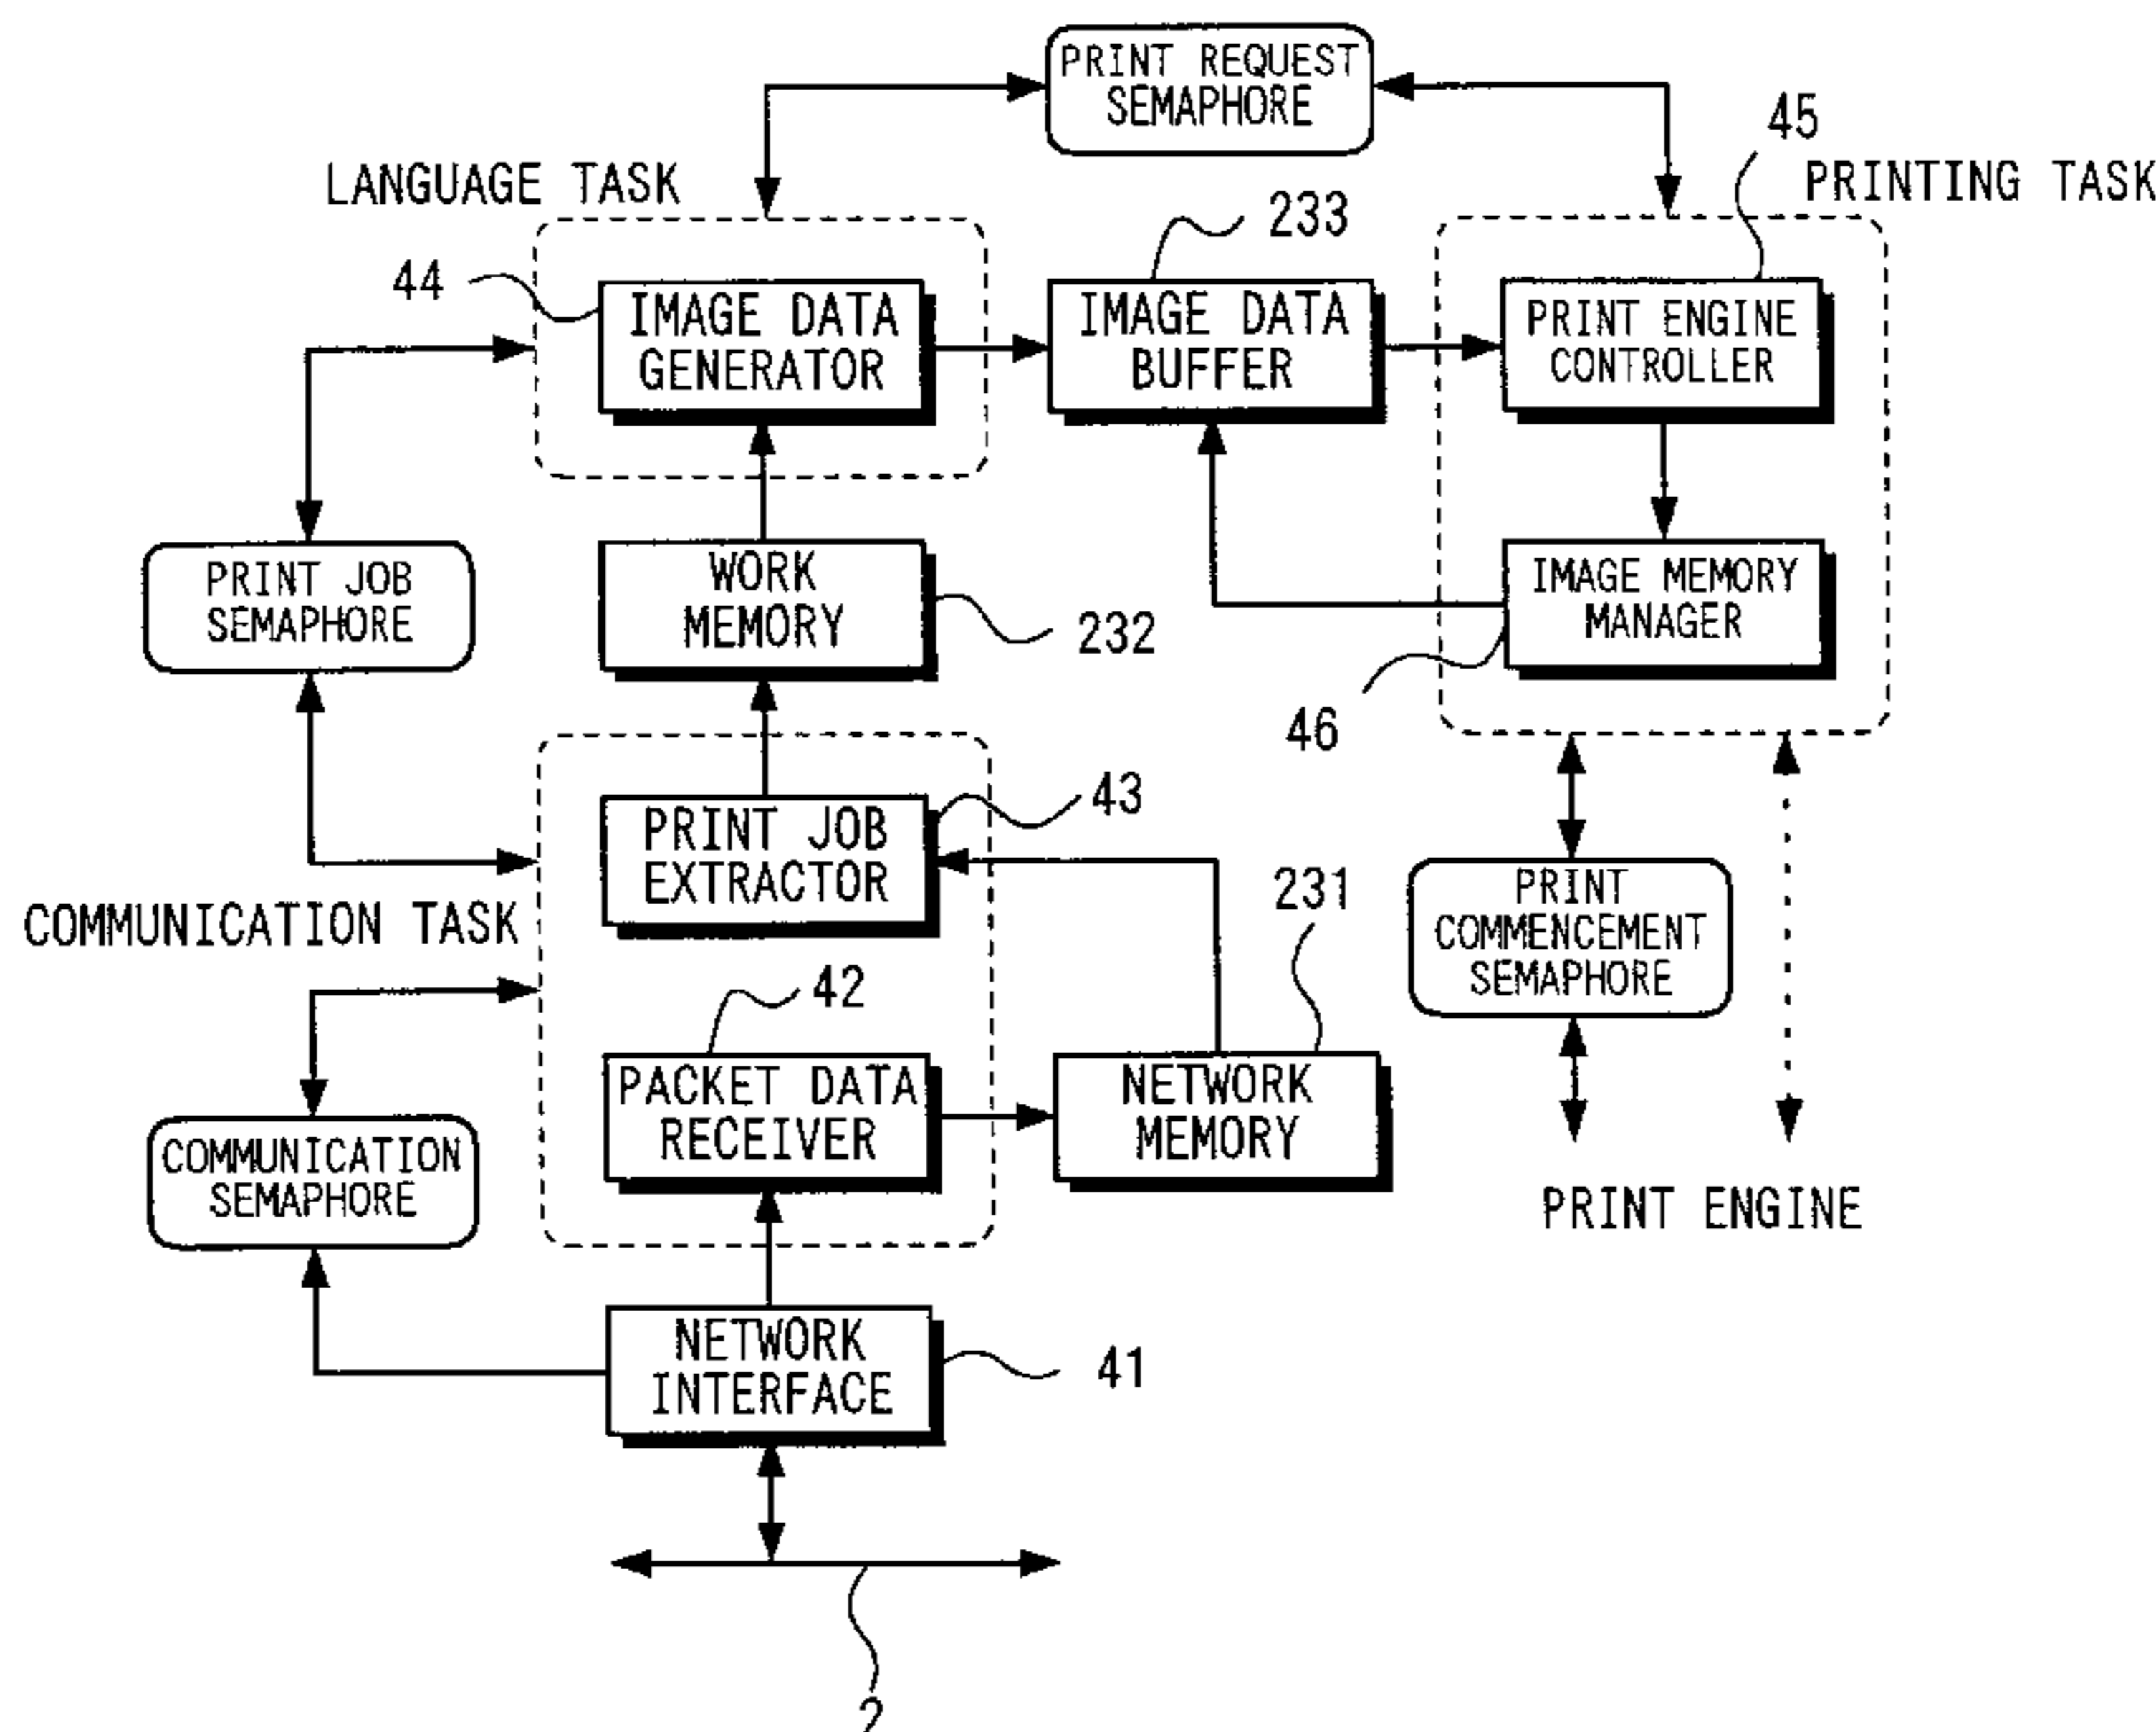 PRINT REQUEST
SEMAPHORE
45
LANGUAGE TASK
PRINTING TASK
233
44
IMAGE DATA
GENERATOR
IMAGE DATA
BUFFER
PRINT ENGINE
CONTROLLER
PRINT JOB
SEMAPHORE
WORK
MEMORY
232
IMAGE MEMORY
MANAGER
46
PRINT JOB
EXTRACTOR
43
231
PRINT
COMMENCEMENT
SEMAPHORE
COMMUNICATION TASK
42
PACKET DATA
RECEIVER
NETWORK
MEMORY
COMMUNICATION
SEMAPHORE
PRINT ENGINE
NETWORK
INTERFACE
41
2